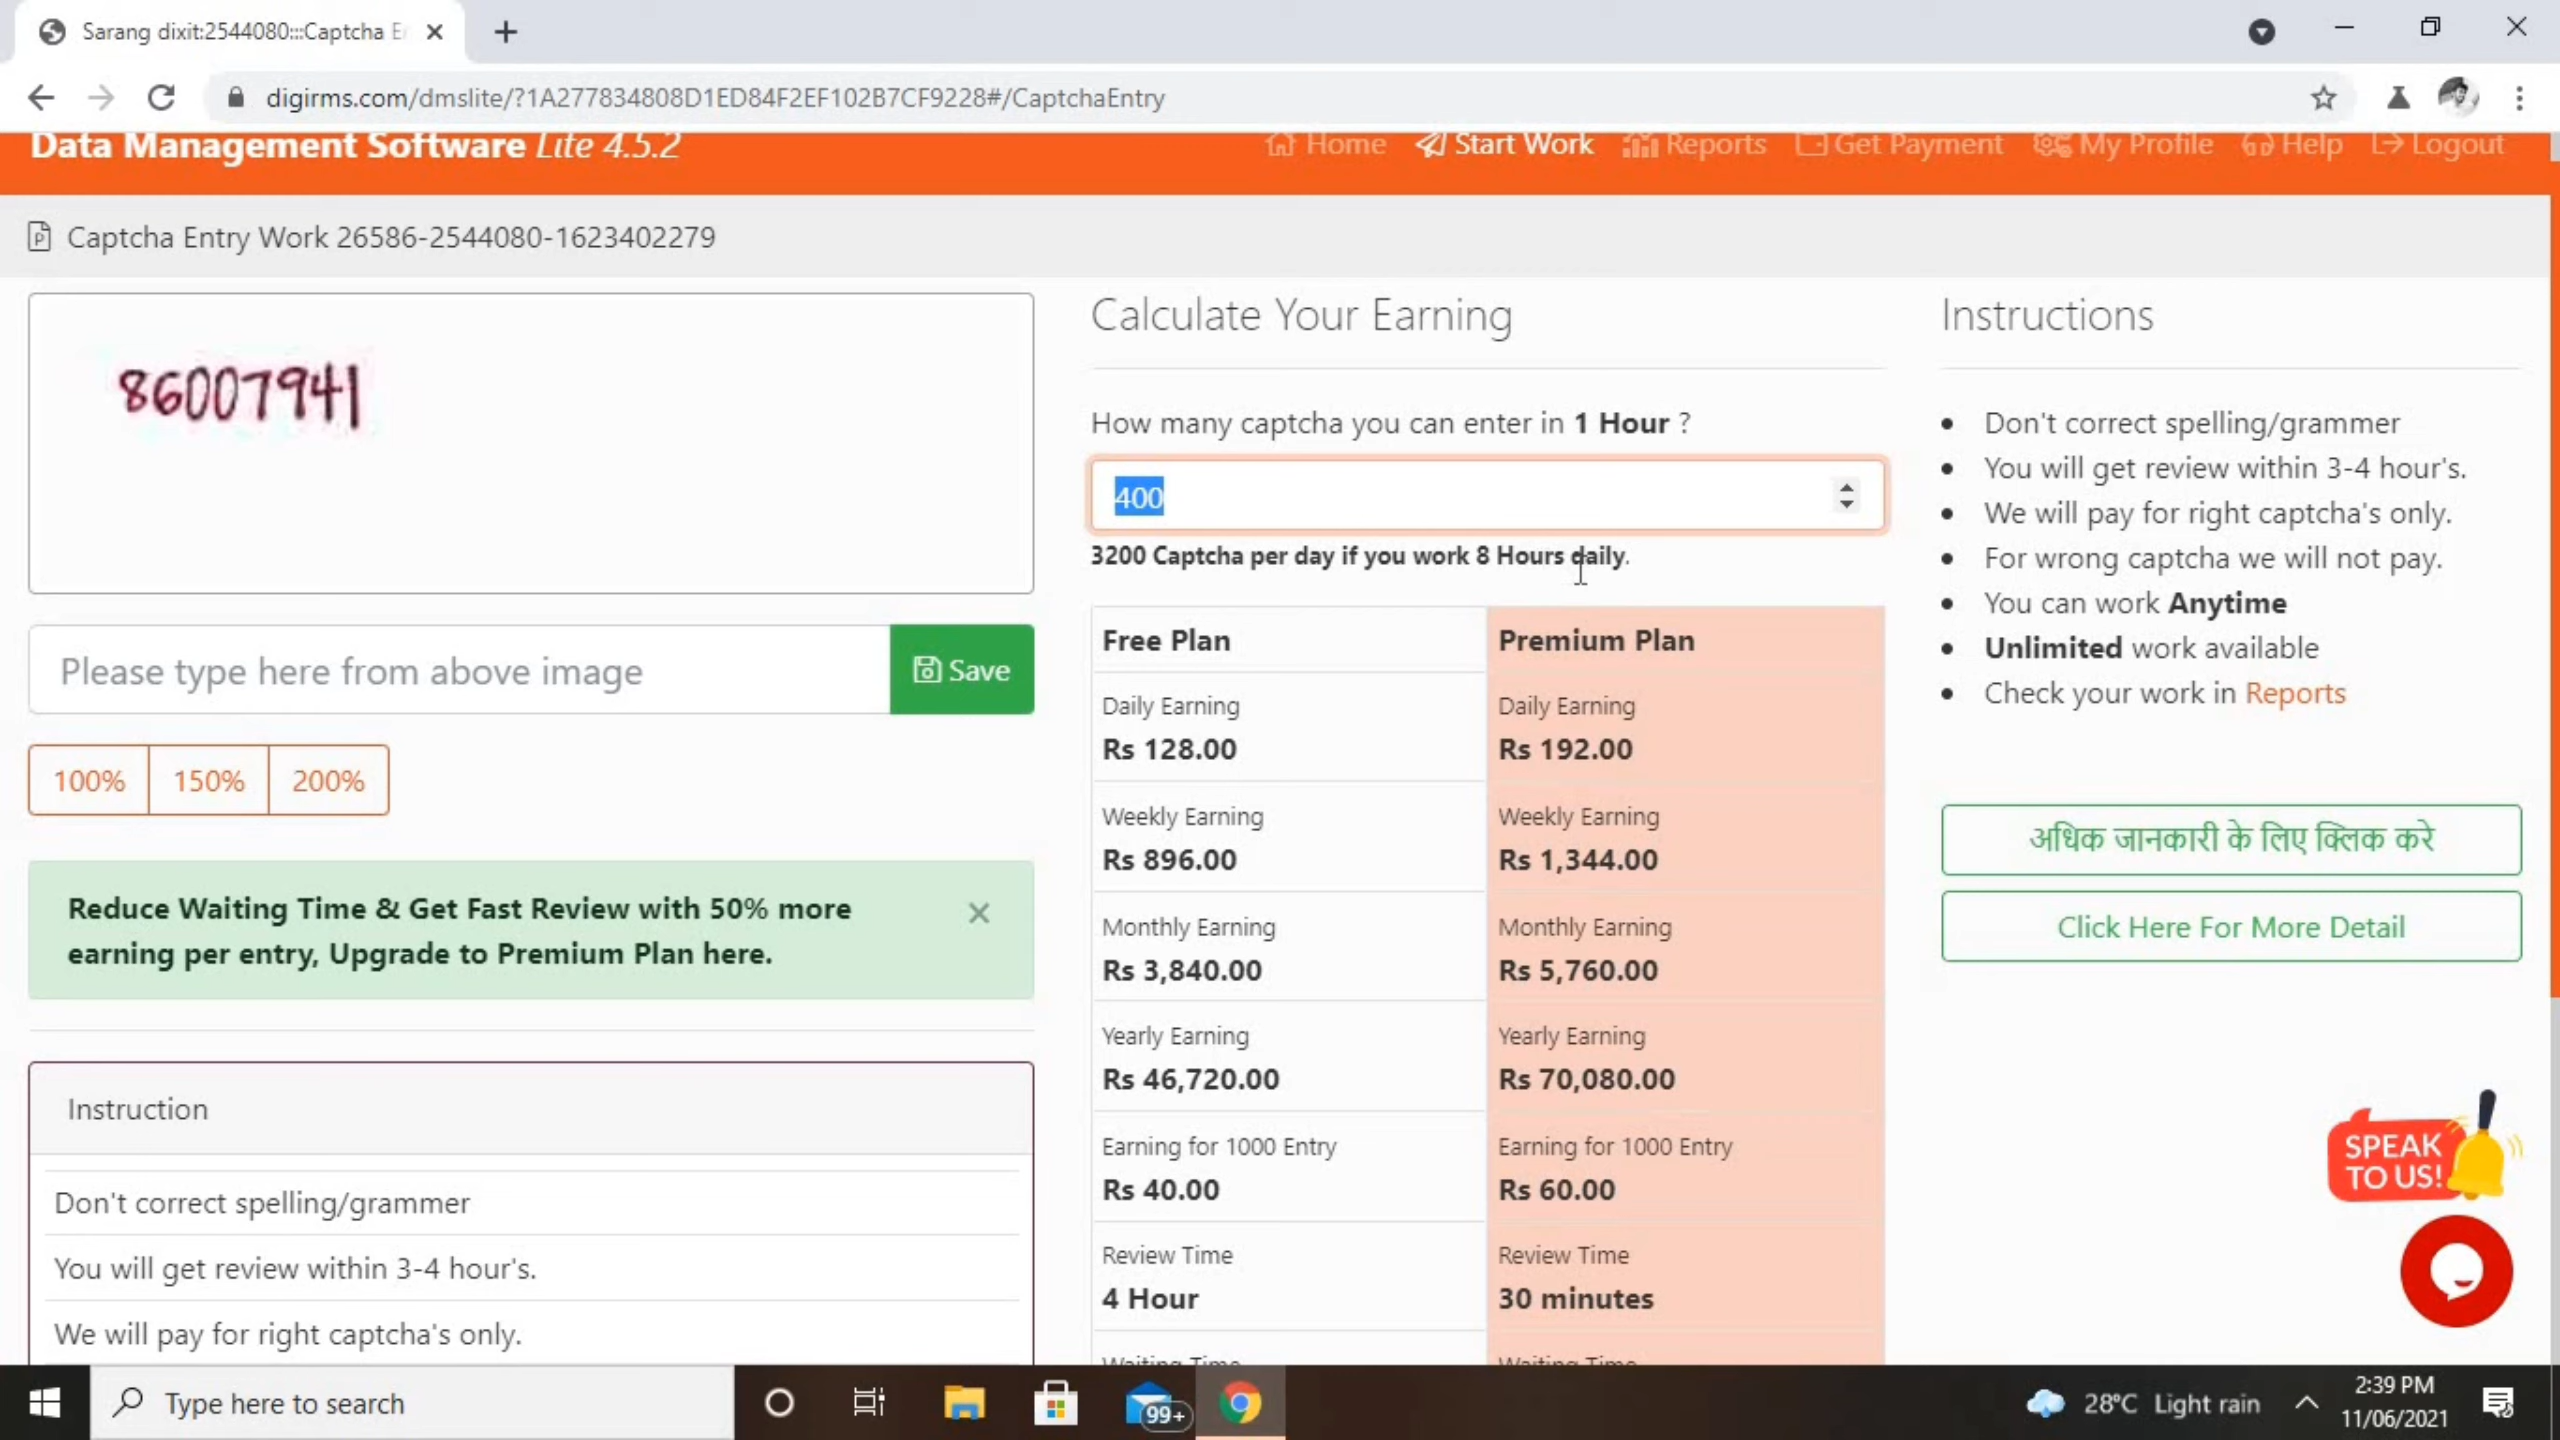 Sarang dixit:2544080:::Captcha E
digirms.com/dmslite/?1A277834808D1ED84F2EF102B7CF9228#/CaptchaEntry
Data Management Software Lite 4.5.2
Home Start Work Reports Get Payment My Profile Help Logout
Captcha Entry Work 26586-2544080-1623402279
86007941
Please type here from above image
Save
100% 150% 200%
Reduce Waiting Time & Get Fast Review with 50% more
earning per entry, Upgrade to Premium Plan here.
Instruction
Don't correct spelling/grammer
You will get review within 3-4 hour's.
We will pay for right captcha's only.
Calculate Your Earning
How many captcha you can enter in 1 Hour ?
400
3200 Captcha per day if you work 8 Hours daily.
Free Plan Premium Plan
Daily Earning Daily Earning
Rs 128.00 Rs 192.00
Weekly Earning Weekly Earning
Rs 896.00 Rs 1,344.00
Monthly Earning Monthly Earning
Rs 3,840.00 Rs 5,760.00
Yearly Earning Yearly Earning
Rs 46,720.00 Rs 70,080.00
Earning for 1000 Entry Earning for 1000 Entry
Rs 40.00 Rs 60.00
Review Time Review Time
4 Hour 30 minutes
Waiting Time Waiting Time
Instructions
Don't correct spelling/grammer
You will get review within 3-4 hour's.
We will pay for right captcha's only.
For wrong captcha we will not pay.
You can work Anytime
Unlimited work available
Check your work in Reports
अधिक जानकारी के लिए क्लिक करे
Click Here For More Detail
SPEAK
TO US!
Type here to search
99+
28°C Light rain
2:39 PM
11/06/2021